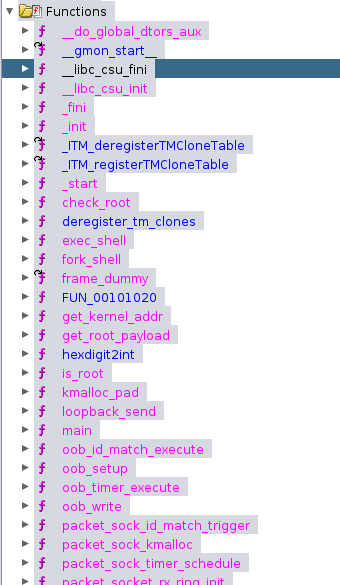 Functions
__do_global_dtors_aux
__gmon_start__
__libc_csu_fini
__libc_csu_init
_fini
_init
_ITM_deregisterTMCloneTable
_ITM_registerTMCloneTable
_start
check_root
deregister_tm_clones
exec_shell
fork_shell
frame_dummy
FUN_00101020
get_kernel_addr
get_root_payload
hexdigit2int
is_root
kmalloc_pad
loopback_send
main
oob_id_match_execute
oob_setup
oob_timer_execute
oob_write
packet_sock_id_match_trigger
packet_sock_kmalloc
packet_sock_timer_schedule
packet_socket_rx_ring_init